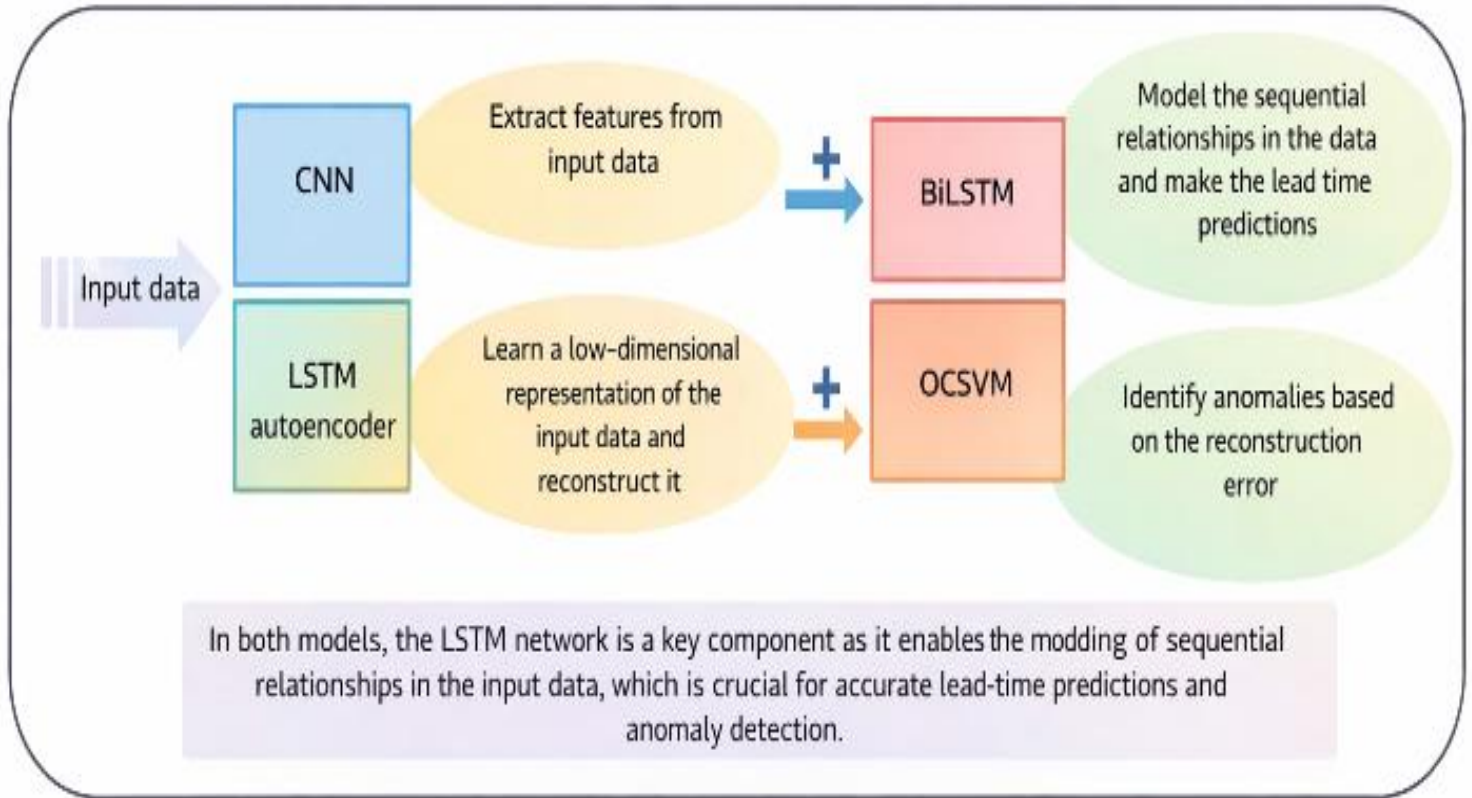 Input data
CNN
Extract features from
input data
+
BiLSTM
Model the sequential
relationships in the data
and make the lead time
predictions
LSTM
autoencoder
Learn a low-dimensional
representation of the
input data and
reconstruct it
+
OCSVM
Identify anomalies based
on the reconstruction
error
In both models, the LSTM network is a key component as it enables the modding of sequential
relationships in the input data, which is crucial for accurate lead-time predictions and
anomaly detection.